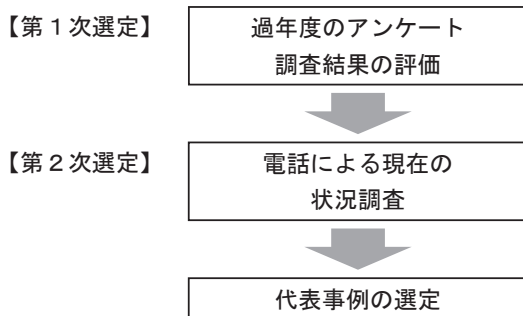 【第1次選定】
過年度のアンケート
調査結果の評価
【第2次選定】
電話による現在の
状況調査
代表事例の選定